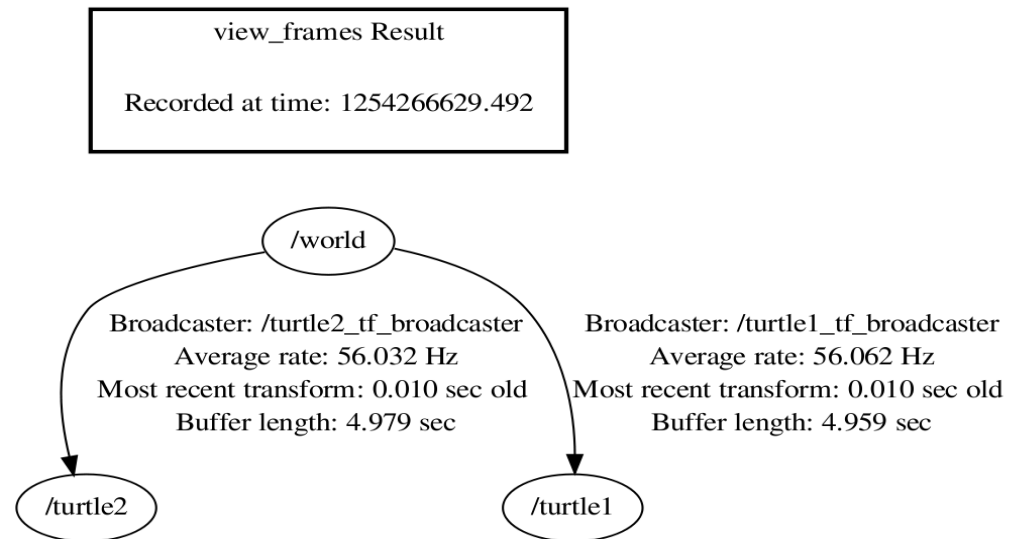 view_frames Result
Recorded at time: 1254266629.492
/world
Broadcaster: /turtle2_tf_broadcaster
Average rate: 56.032 Hz
Most recent transform: 0.010 sec old
Buffer length: 4.979 sec
Broadcaster: /turtle1_tf_broadcaster
Average rate: 56.062 Hz
Most recent transform: 0.010 sec old
Buffer length: 4.959 sec
/turtle2
/turtle1